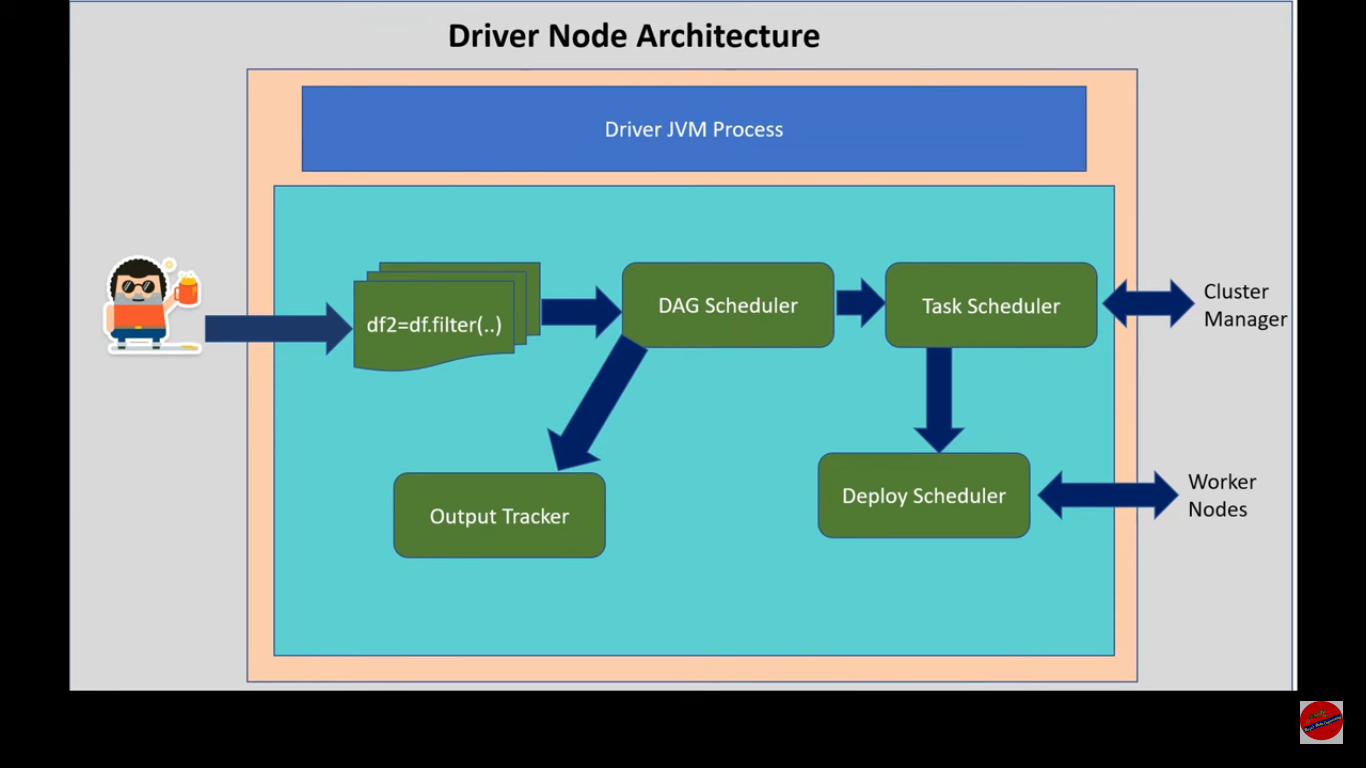 Driver Node Architecture
Driver JVM Process
df2=df.filter(..)
DAG Scheduler
Task Scheduler
Cluster
Manager
Output Tracker
Deploy Scheduler
Worker
Nodes